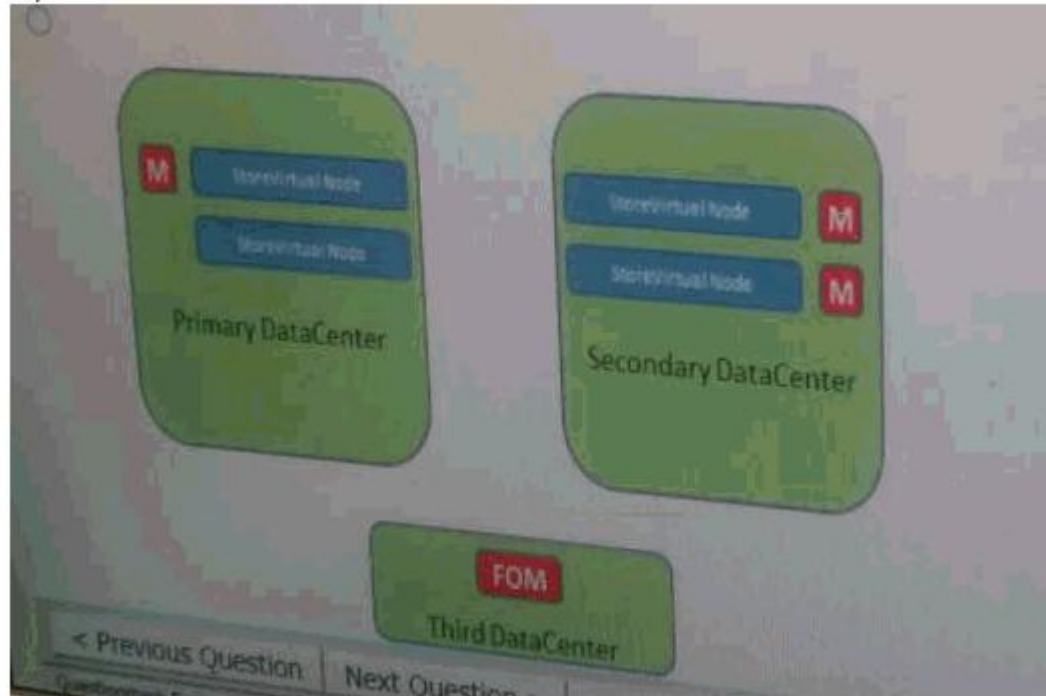 M StoreVirtual Node
StoreVirtual Node
Primary DataCenter
StoreVirtual Node M
StoreVirtual Node M
Secondary DataCenter
FOM
Third DataCenter
< Previous Question
Next Question